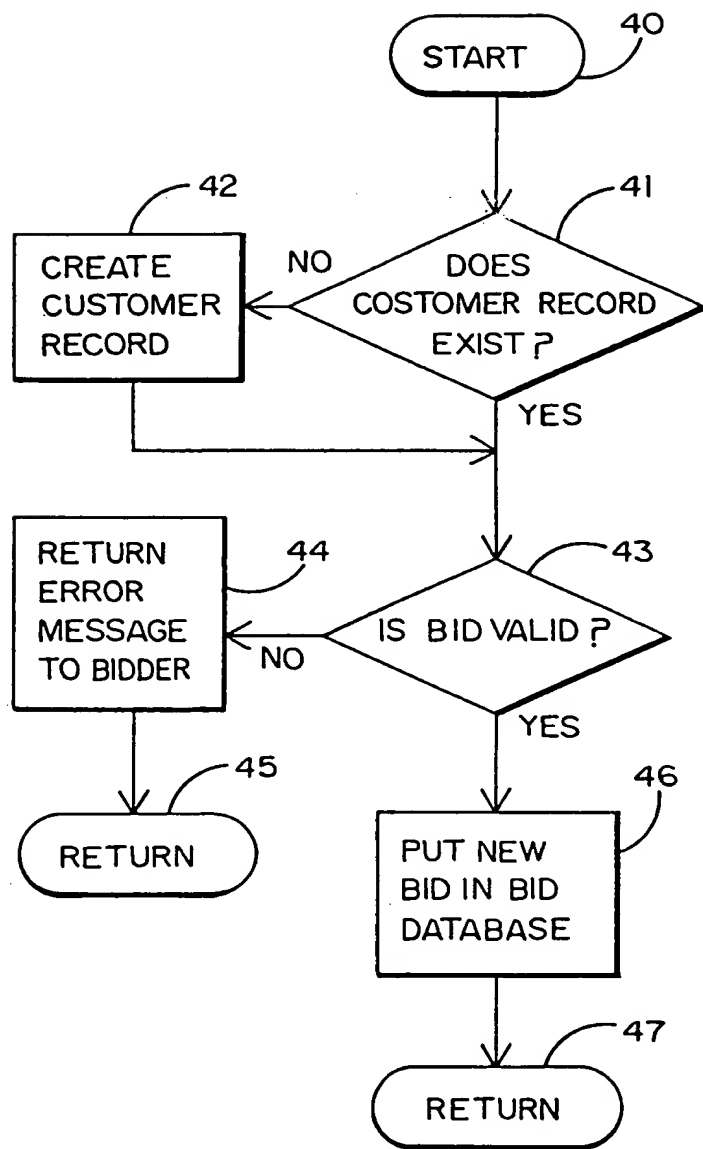 START
40
42
41
CREATE
CUSTOMER
RECORD
NO
DOES
COSTOMER RECORD
EXIST?
YES
RETURN
ERROR
MESSAGE
TO BIDDER
44
43
IS BID VALID?
NO
YES
45
RETURN
46
PUT NEW
BID IN BID
DATABASE
47
RETURN